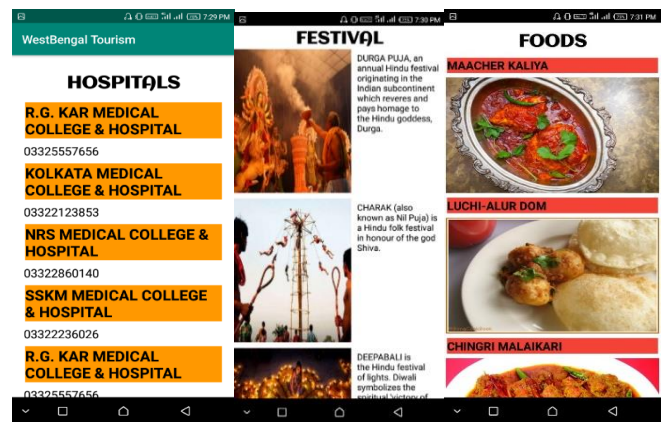 7:29 PM
WestBengal Tourism
HOSPITALS
R.G. KAR MEDICAL
COLLEGE & HOSPITAL
03325557656
KOLKATA MEDICAL
COLLEGE & HOSPITAL
03322123853
NRS MEDICAL COLLEGE &
HOSPITAL
03322860140
SSKM MEDICAL COLLEGE
& HOSPITAL
03322236026
R.G. KAR MEDICAL
COLLEGE & HOSPITAL
03325557656
7:30 PM
FESTIVAL
DURGA PUJA, an
annual Hindu festival
originating in the
Indian subcontinent
which reveres and
pays homage to
the Hindu goddess,
Durga.
CHARAK (also
known as Nil Puja) is
a Hindu folk festival
in honour of the god
Shiva.
DEEPABALI is
the Hindu festival
of lights. Diwali
symbolizes the
spiritual 'victory of
7:31 PM
FOODS
MAACHER KALIYA
LUCHI-ALUR DOM
CHINGRI MALAIKARI